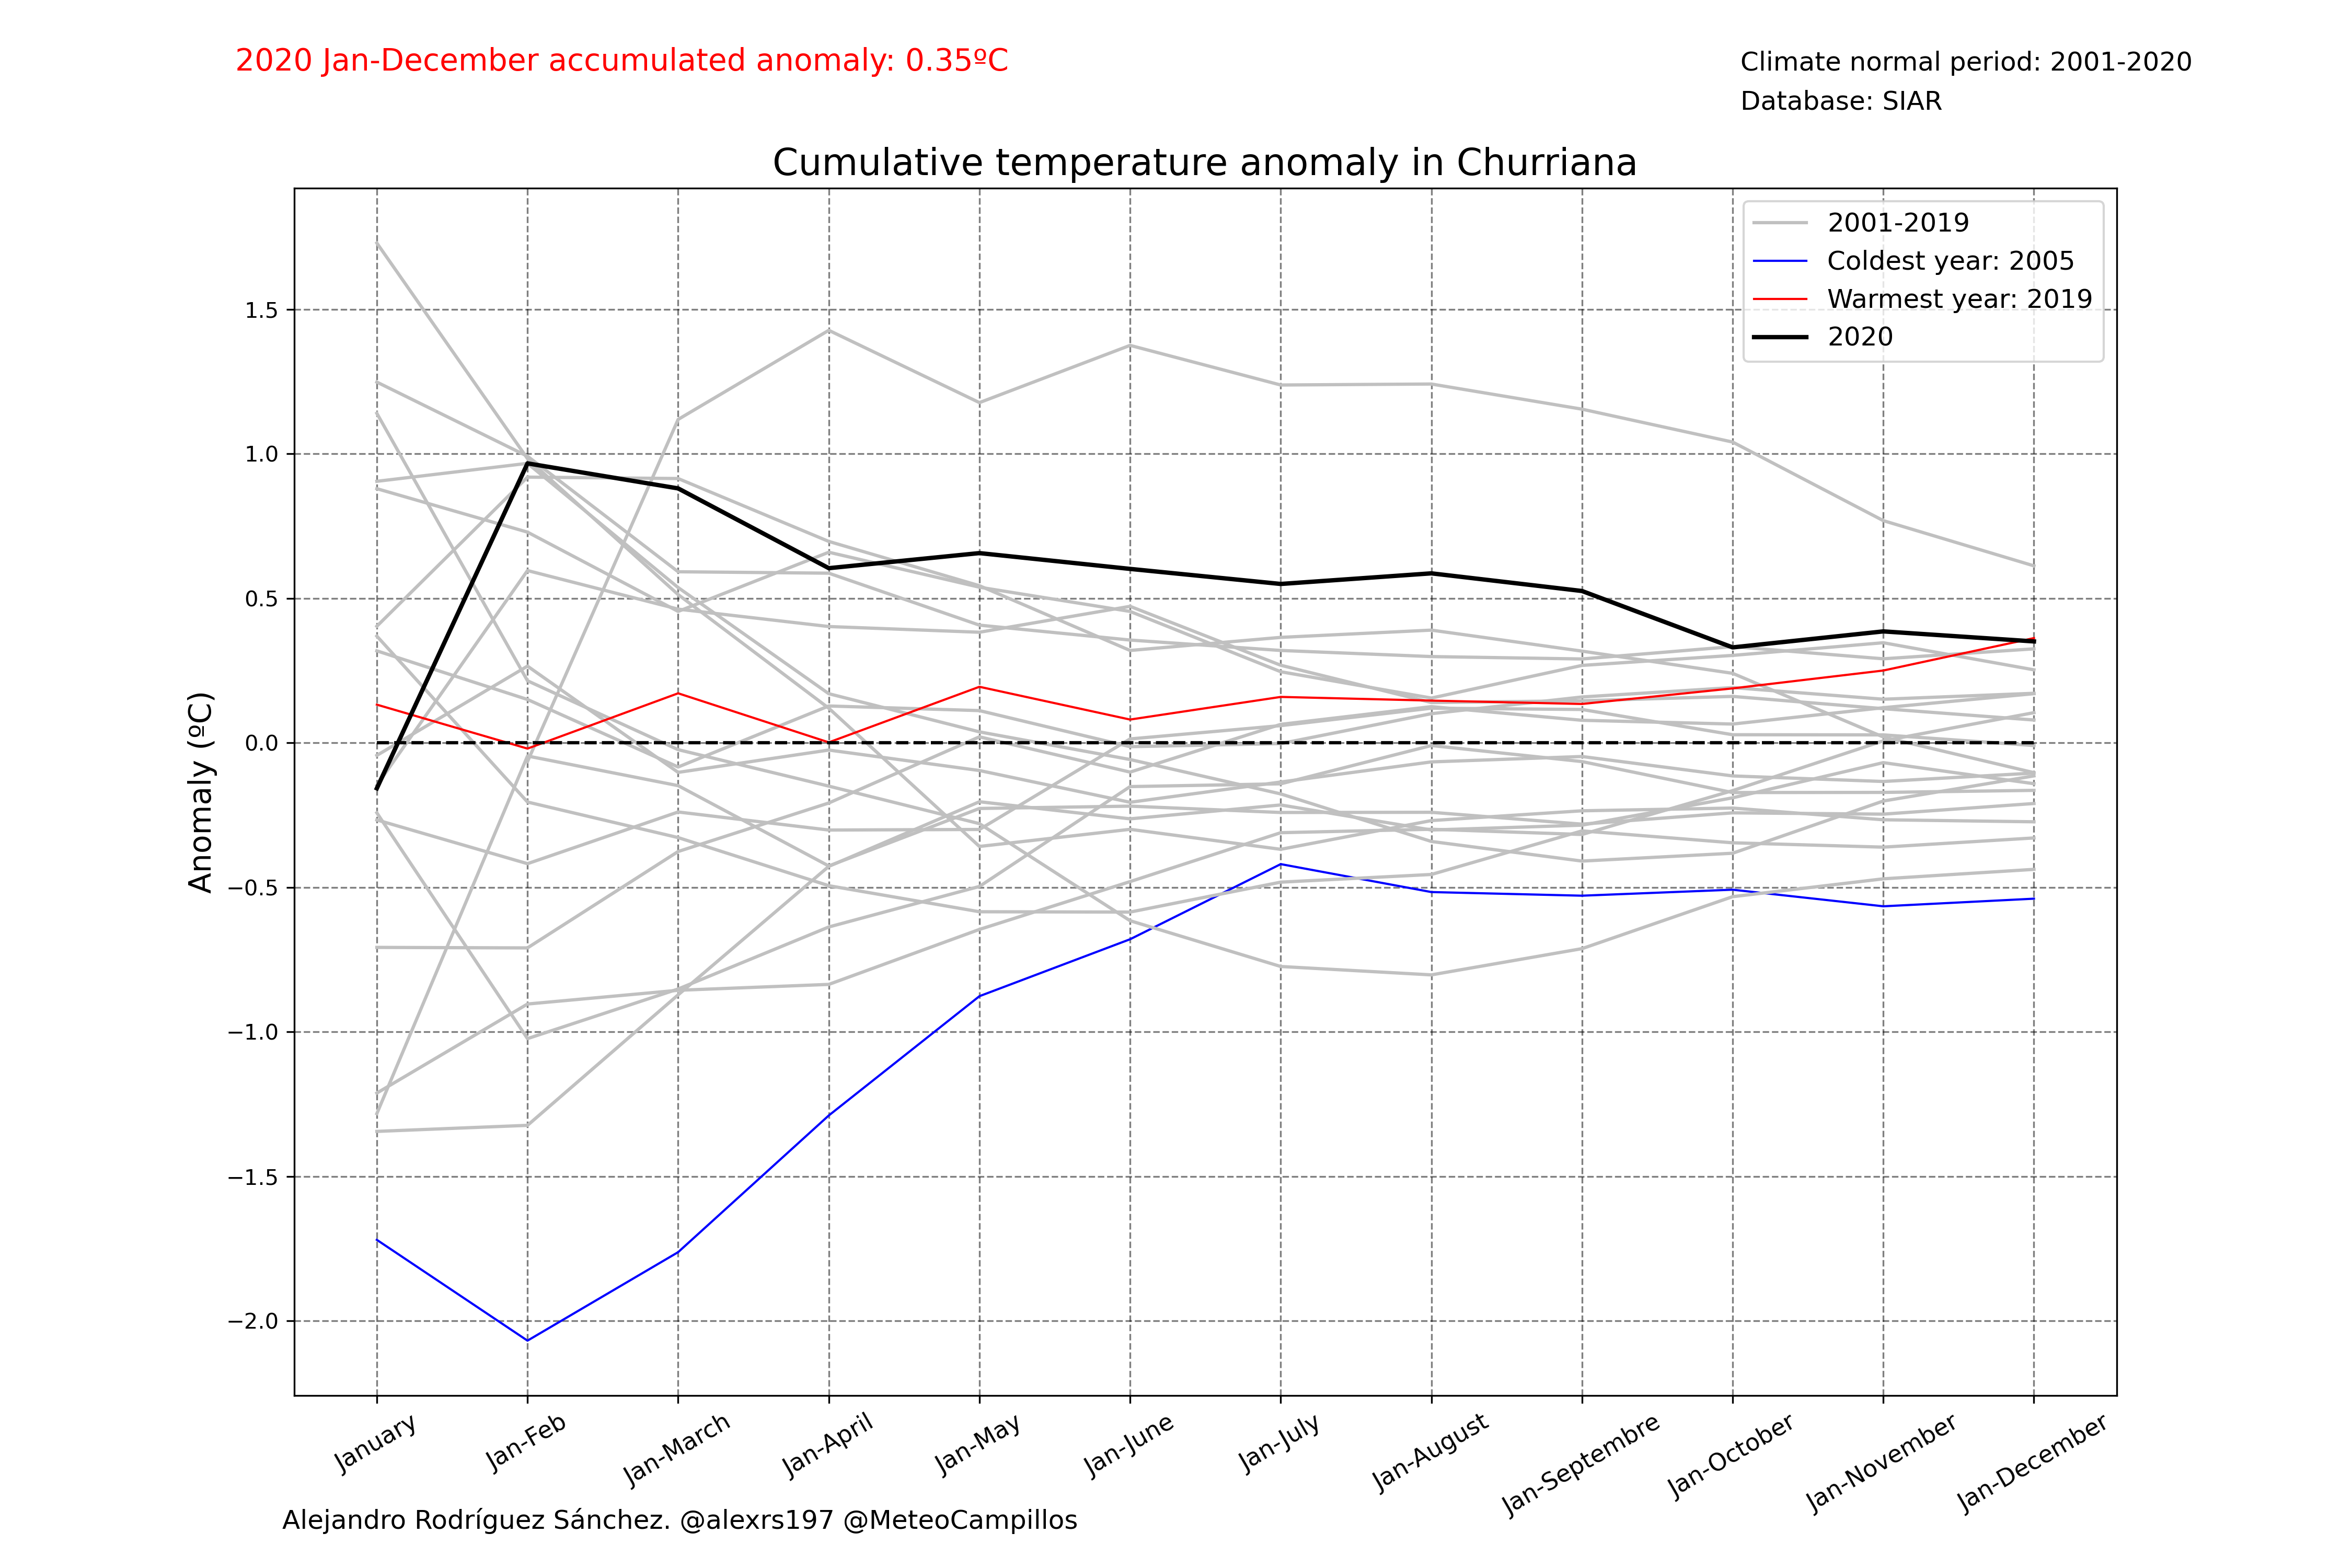 2020 Jan-December accumulated anomaly: 0.35ºC
Climate normal period: 2001-2020
Database: SIAR
Cumulative temperature anomaly in Churriana
2001-2019
Coldest year: 2005
Warmest year: 2019
2020
Anomaly (ºC)
1.5
1.0
0.5
0.0
−0.5
−1.0
−1.5
−2.0
January
Jan-Feb
Jan-March
Jan-April
Jan-May
Jan-June
Jan-July
Jan-August
Jan-Septembre
Jan-October
Jan-November
Jan-December
Alejandro Rodríguez Sánchez. @alexrs197 @MeteoCampillos